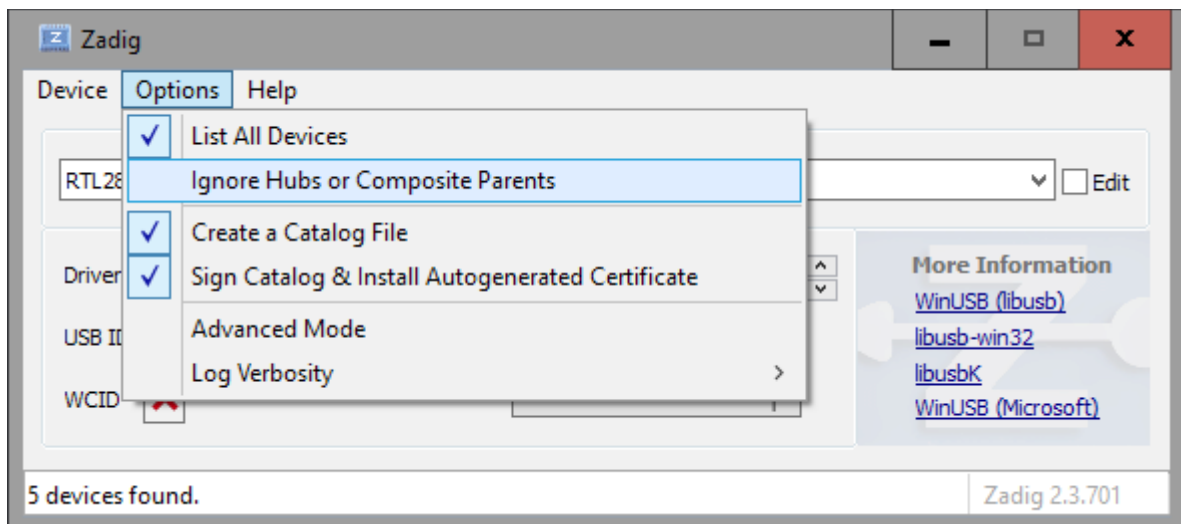 Zadig
Device Options Help
List All Devices
RTL28
Ignore Hubs or Composite Parents
Edit
Create a Catalog File
Driver
Sign Catalog & Install Autogenerated Certificate
More Information
WinUSB (libusb)
USB ID
Advanced Mode
libusb-win32
Log Verbosity
libusbK
WCID
WinUSB (Microsoft)
5 devices found.
Zadig 2.3.701